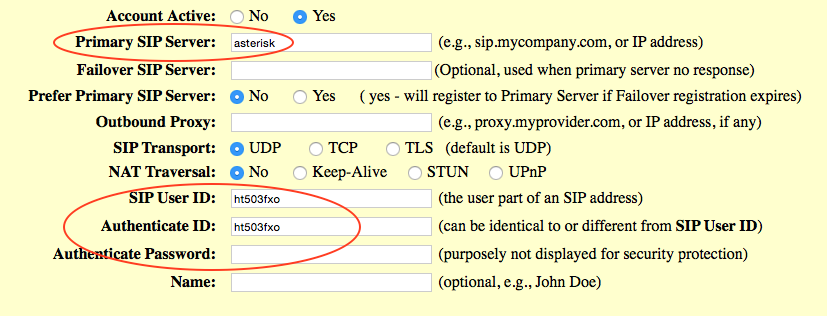 Account Active: No Yes
Primary SIP Server: asterisk (e.g., sip.mycompany.com, or IP address)
Failover SIP Server: (Optional, used when primary server no response)
Prefer Primary SIP Server: No Yes ( yes - will register to Primary Server if Failover registration expires)
Outbound Proxy: (e.g., proxy.myprovider.com, or IP address, if any)
SIP Transport: UDP TCP TLS (default is UDP)
NAT Traversal: No Keep-Alive STUN UPnP
SIP User ID: ht503fxo (the user part of an SIP address)
Authenticate ID: ht503fxo (can be identical to or different from SIP User ID)
Authenticate Password: (purposely not displayed for security protection)
Name: (optional, e.g., John Doe)